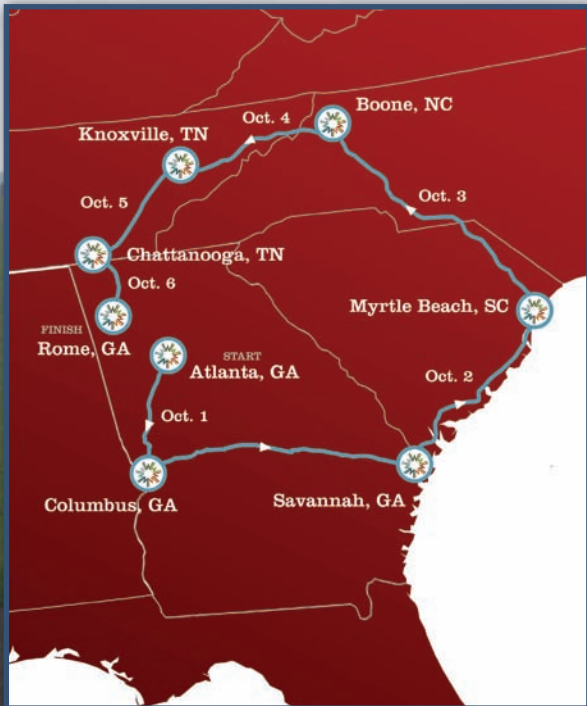 Boone, NC
Oct. 4
Knoxville, TN
Oct. 3
Oct. 5
Chattanooga, TN
Oct. 6
Myrtle Beach, SC
FINISH
Rome, GA
START
Atlanta, GA
Oct. 2
Oct. 1
Savannah, GA
Columbus, GA